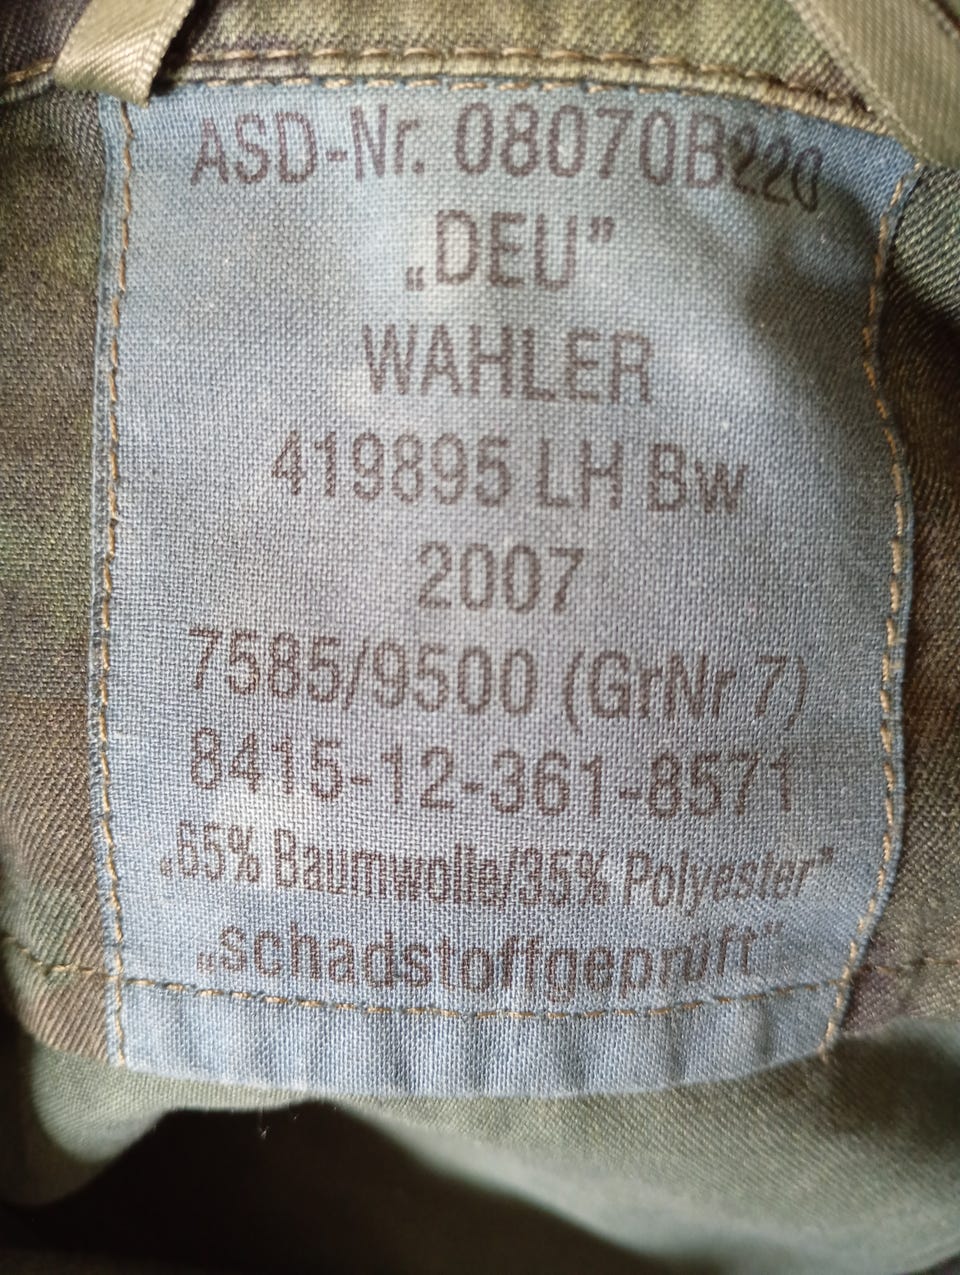 ASD-Nr. 08070B220
„DEU”
WAHLER
419895 LH Bw
2007
7585/9500 (GrNr 7)
8415-12-361-8571
„65% Baumwolle/35% Polyester”
„schadstoffgeprüft”